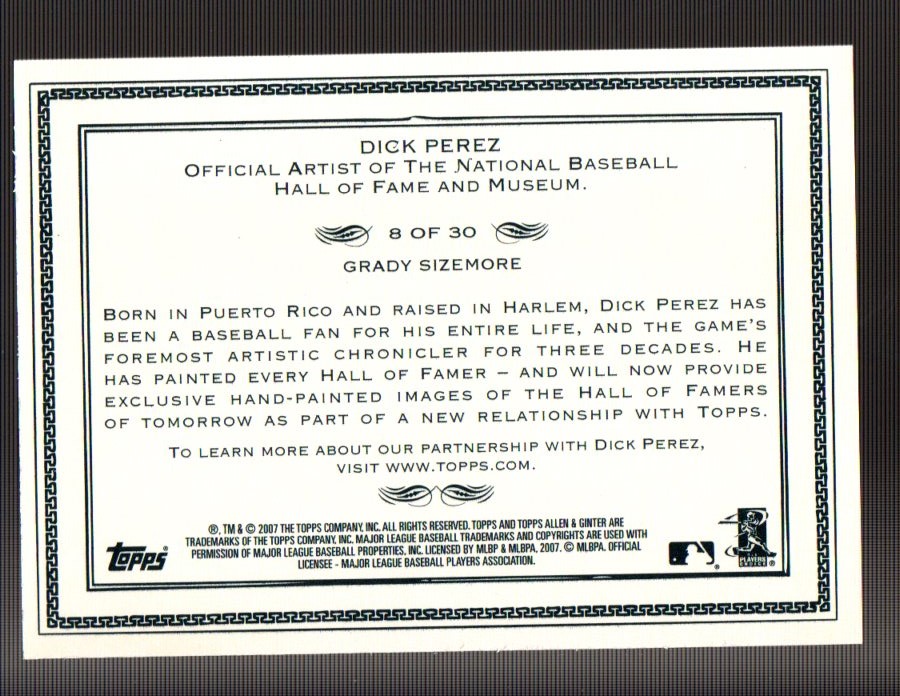 DICK PEREZ
OFFICIAL ARTIST OF THE NATIONAL BASEBALL
HALL OF FAME AND MUSEUM.
8 OF 30
GRADY SIZEMORE
BORN IN PUERTO RICO AND RAISED IN HARLEM, DICK PEREZ HAS
BEEN A BASEBALL FAN FOR HIS ENTIRE LIFE, AND THE GAME'S
FOREMOST ARTISTIC CHRONICLER FOR THREE DECADES. HE
HAS PAINTED EVERY HALL OF FAMER – AND WILL NOW PROVIDE
EXCLUSIVE HAND-PAINTED IMAGES OF THE HALL OF FAMERS
OF TOMORROW AS PART OF A NEW RELATIONSHIP WITH TOPPS.
TO LEARN MORE ABOUT OUR PARTNERSHIP WITH DICK PEREZ,
VISIT WWW.TOPPS.COM.
®, TM & © 2007 THE TOPPS COMPANY, INC. ALL RIGHTS RESERVED. TOPPS AND TOPPS ALLEN & GINTER ARE
TRADEMARKS OF THE TOPPS COMPANY, INC. MAJOR LEAGUE BASEBALL TRADEMARKS AND COPYRIGHTS ARE USED WITH
PERMISSION OF MAJOR LEAGUE BASEBALL PROPERTIES, INC. LICENSED BY MLBP & MLBPA, 2007. © MLBPA. OFFICIAL
LICENSEE - MAJOR LEAGUE BASEBALL PLAYERS ASSOCIATION.
TOPPS®
®
PLAYERS
CHOICE ®